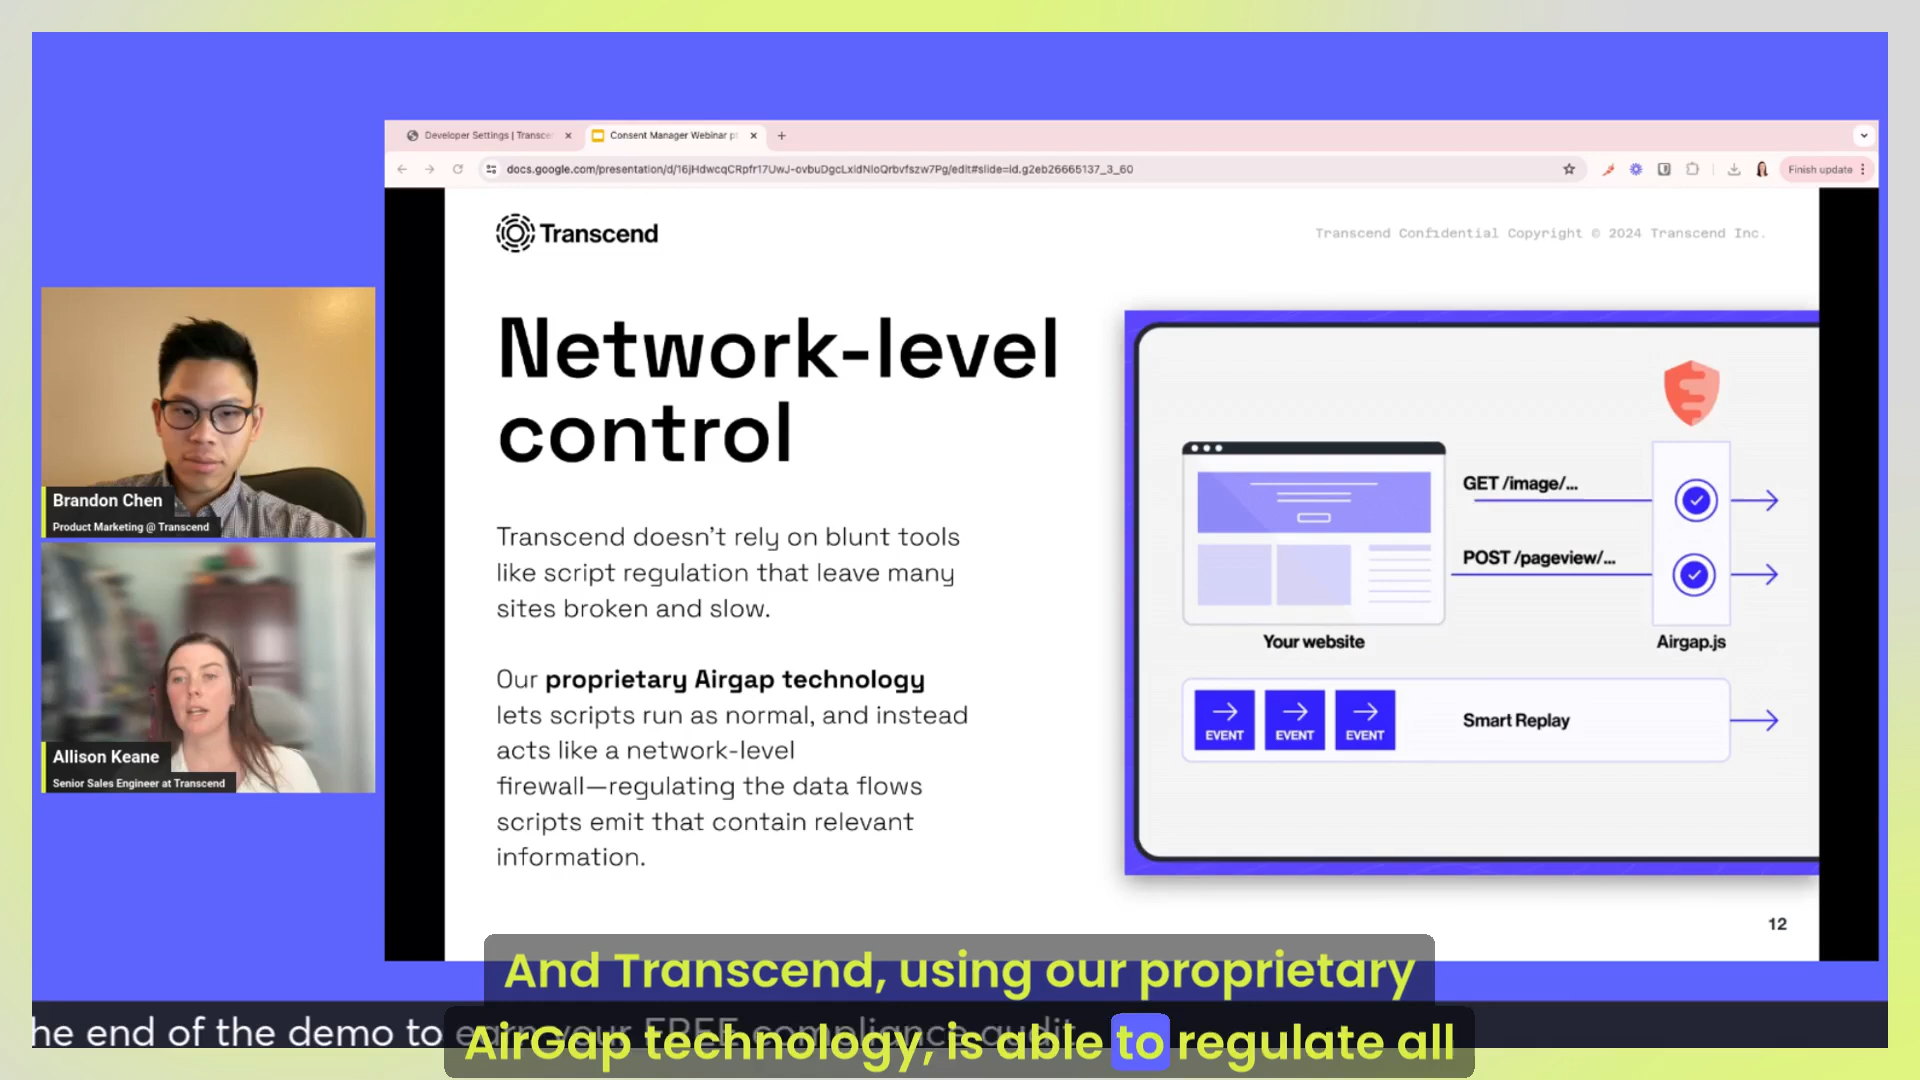 Developer Settings | Transce
Consent Manager Webinar pt
docs.google.com/presentation/d/16jHdwcqCRpfr17UwJ-ovbuDgcLxidNioQrbvfszw7Pg/edit#slide=id.g2eb26665137_3_60
Finish update
Transcend
Transcend Confidential Copyright © 2024 Transcend Inc.
Network-level
control
Transcend doesn't rely on blunt tools
like script regulation that leave many
sites broken and slow.
Our proprietary Airgap technology
lets scripts run as normal, and instead
acts like a network-level
firewall—regulating the data flows
scripts emit that contain relevant
information.
GET /image/...
POST /pageview/...
Your website
Airgap.js
EVENT
EVENT
EVENT
Smart Replay
12
Brandon Chen
Product Marketing @ Transcend
Allison Keane
Senior Sales Engineer at Transcend
And Transcend, using our proprietary
AirGap technology, is able to regulate all
he end of the demo to earn your FREE compliance audit